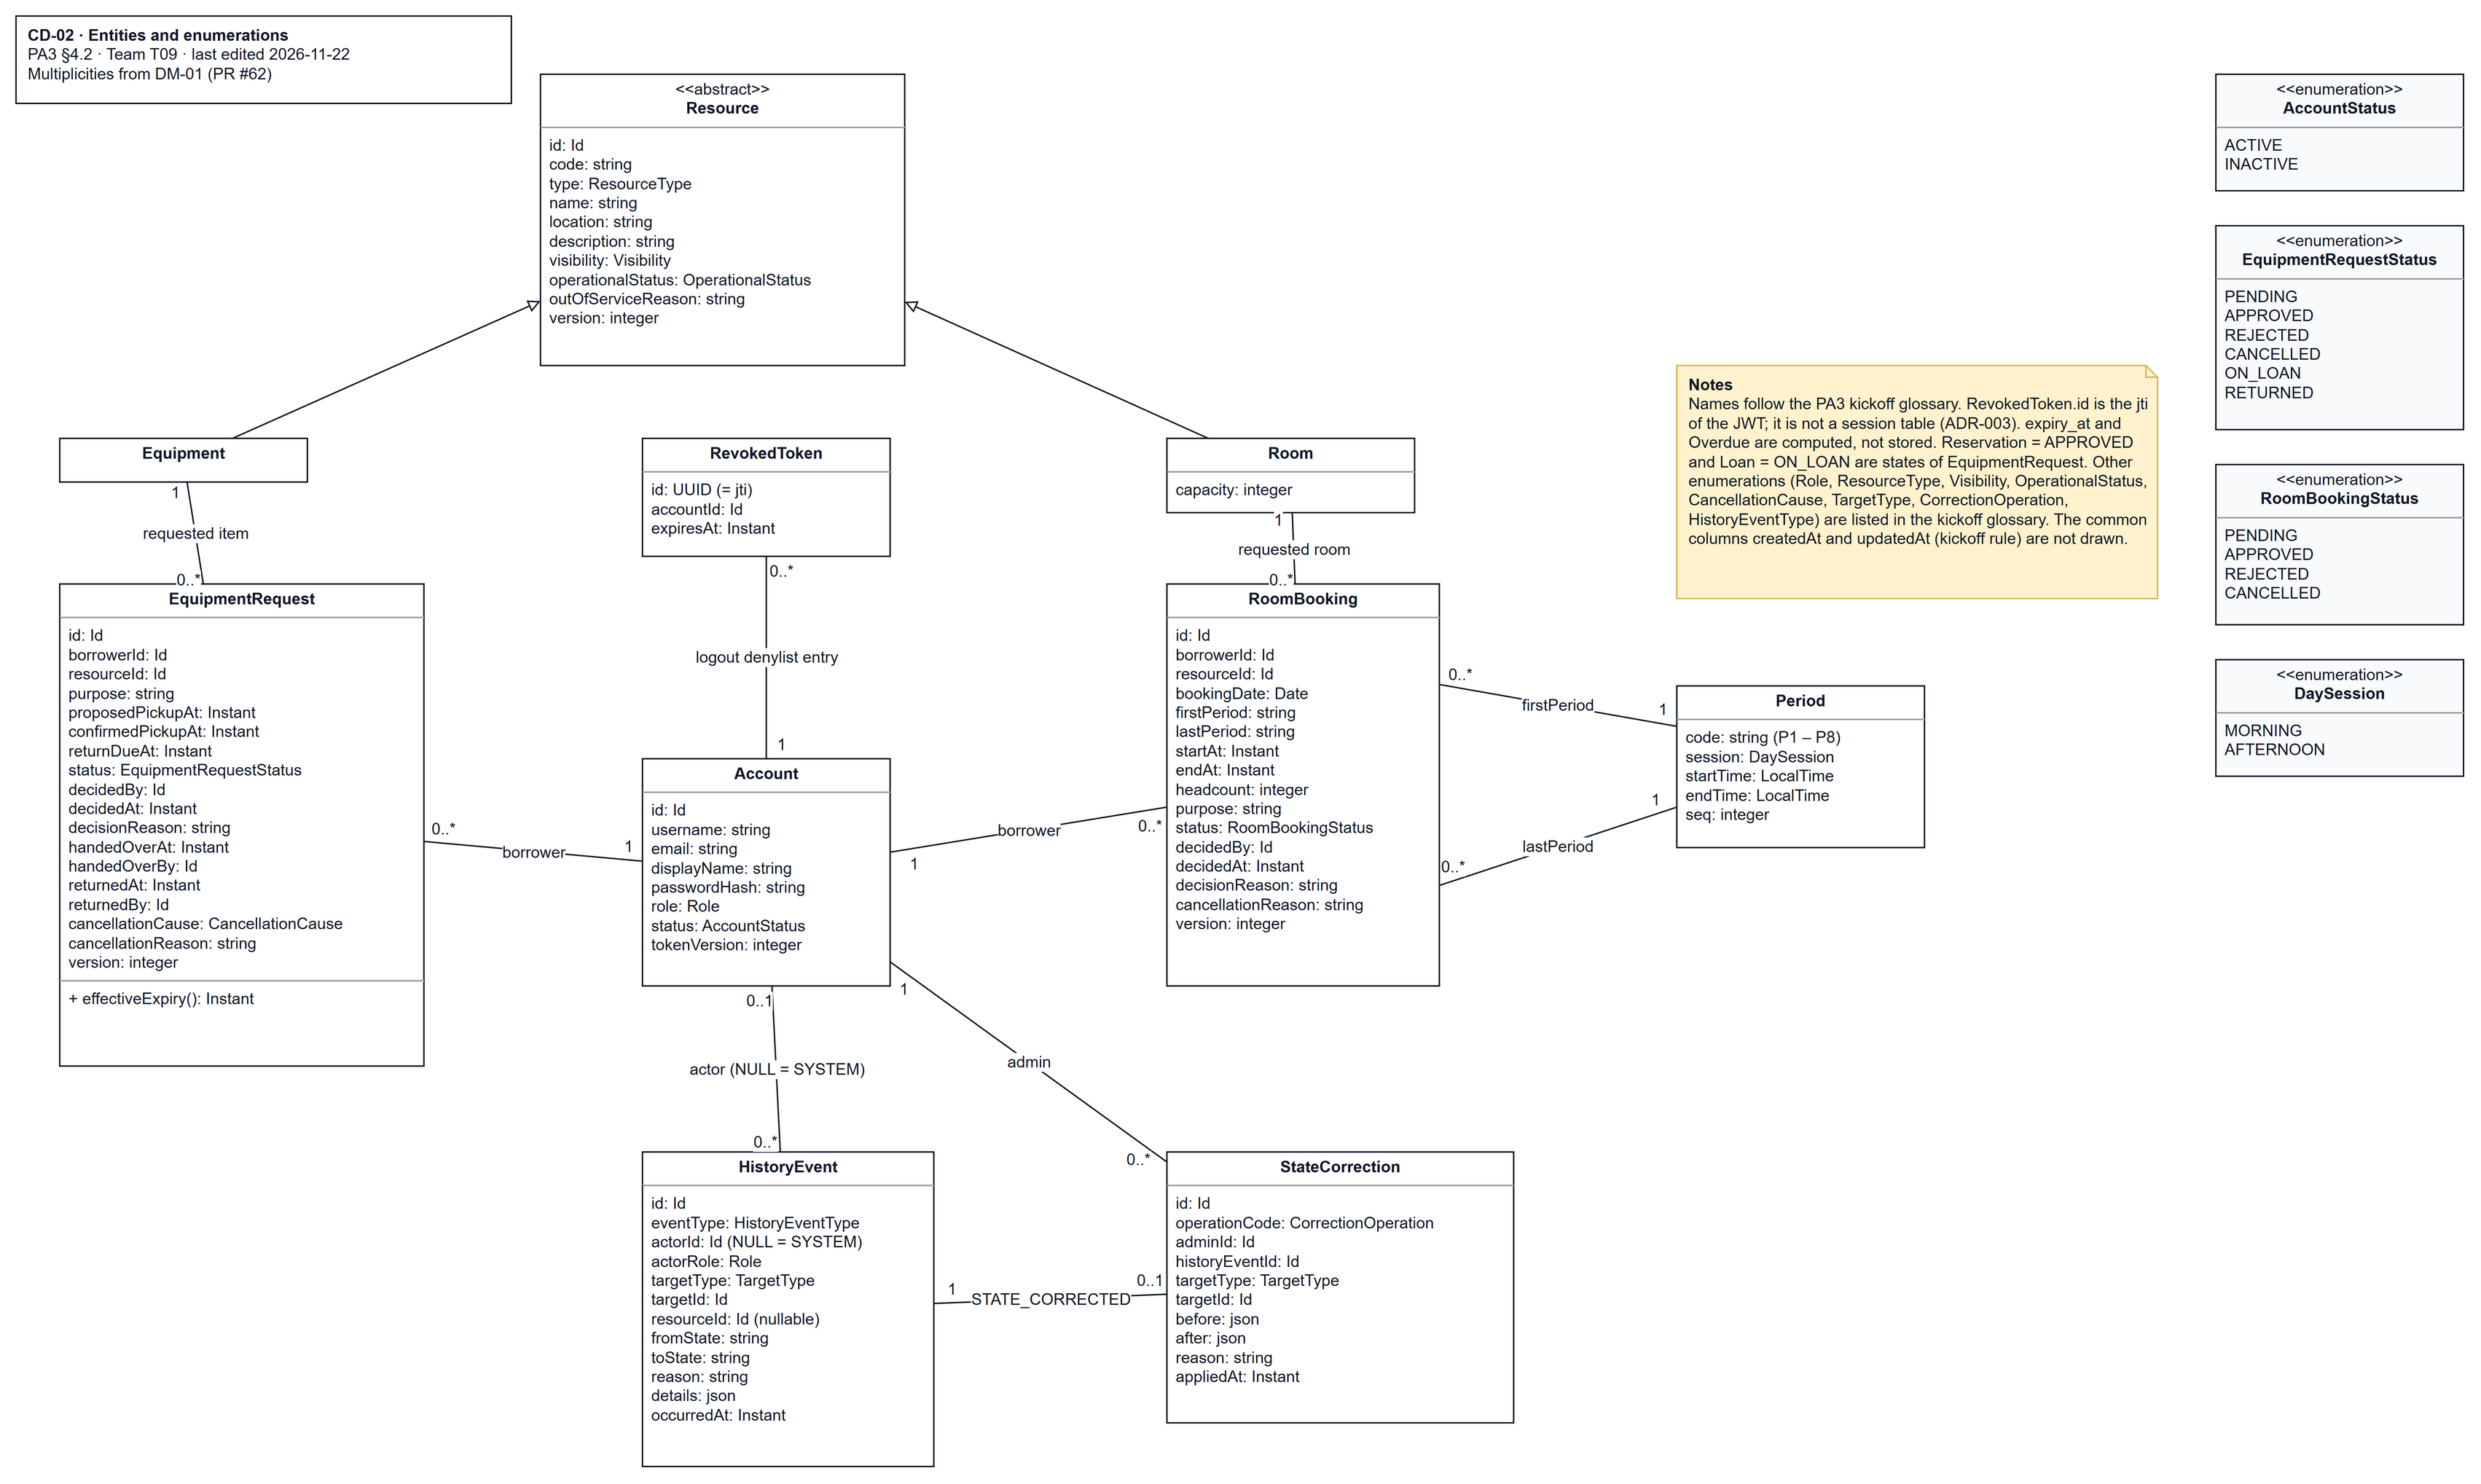 CD-02 · Entities and enumerations
PA3 §4.2 · Team T09 · last edited 2026-11-22
Multiplicities from DM-01 (PR #62)
<<abstract>>
Resource
id: Id
code: string
type: ResourceType
name: string
location: string
description: string
visibility: Visibility
operationalStatus: OperationalStatus
outOfServiceReason: string
version: integer
<<enumeration>>
AccountStatus
ACTIVE
INACTIVE
<<enumeration>>
EquipmentRequestStatus
PENDING
APPROVED
REJECTED
CANCELLED
ON_LOAN
RETURNED
<<enumeration>>
RoomBookingStatus
PENDING
APPROVED
REJECTED
CANCELLED
<<enumeration>>
DaySession
MORNING
AFTERNOON
Notes
Names follow the PA3 kickoff glossary. RevokedToken.id is the jti
of the JWT; it is not a session table (ADR-003). expiry_at and
Overdue are computed, not stored. Reservation = APPROVED
and Loan = ON_LOAN are states of EquipmentRequest. Other
enumerations (Role, ResourceType, Visibility, OperationalStatus,
CancellationCause, TargetType, CorrectionOperation,
HistoryEventType) are listed in the kickoff glossary. The common
columns createdAt and updatedAt (kickoff rule) are not drawn.
Equipment
1
requested item
0..*
RevokedToken
id: UUID (= jti)
accountId: Id
expiresAt: Instant
0..*
logout denylist entry
1
Room
capacity: integer
1
requested room
0..*
EquipmentRequest
id: Id
borrowerId: Id
resourceId: Id
purpose: string
proposedPickupAt: Instant
confirmedPickupAt: Instant
returnDueAt: Instant
status: EquipmentRequestStatus
decidedBy: Id
decidedAt: Instant
decisionReason: string
handedOverAt: Instant
handedOverBy: Id
returnedAt: Instant
returnedBy: Id
cancellationCause: CancellationCause
cancellationReason: string
version: integer
+ effectiveExpiry(): Instant
0..*
borrower
1
Account
id: Id
username: string
email: string
displayName: string
passwordHash: string
role: Role
status: AccountStatus
tokenVersion: integer
1
borrower
0..*
RoomBooking
id: Id
borrowerId: Id
resourceId: Id
bookingDate: Date
firstPeriod: string
lastPeriod: string
startAt: Instant
endAt: Instant
headcount: integer
purpose: string
status: RoomBookingStatus
decidedBy: Id
decidedAt: Instant
decisionReason: string
cancellationReason: string
version: integer
0..*
firstPeriod
1
0..*
lastPeriod
1
Period
code: string (P1 – P8)
session: DaySession
startTime: LocalTime
endTime: LocalTime
seq: integer
0..1
actor (NULL = SYSTEM)
0..*
1
admin
0..*
HistoryEvent
id: Id
eventType: HistoryEventType
actorId: Id (NULL = SYSTEM)
actorRole: Role
targetType: TargetType
targetId: Id
resourceId: Id (nullable)
fromState: string
toState: string
reason: string
details: json
occurredAt: Instant
1
STATE_CORRECTED
0..1
StateCorrection
id: Id
operationCode: CorrectionOperation
adminId: Id
historyEventId: Id
targetType: TargetType
targetId: Id
before: json
after: json
reason: string
appliedAt: Instant